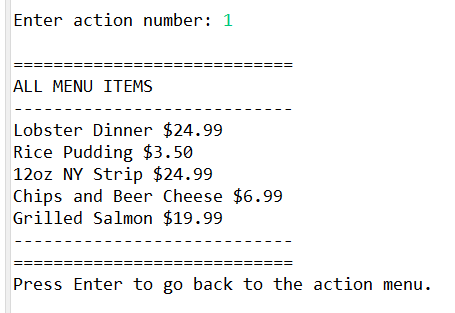 Enter action number: 1
============================
ALL MENU ITEMS
----------------------------
Lobster Dinner $24.99
Rice Pudding $3.50
12oz NY Strip $24.99
Chips and Beer Cheese $6.99
Grilled Salmon $19.99
----------------------------
============================
Press Enter to go back to the action menu.